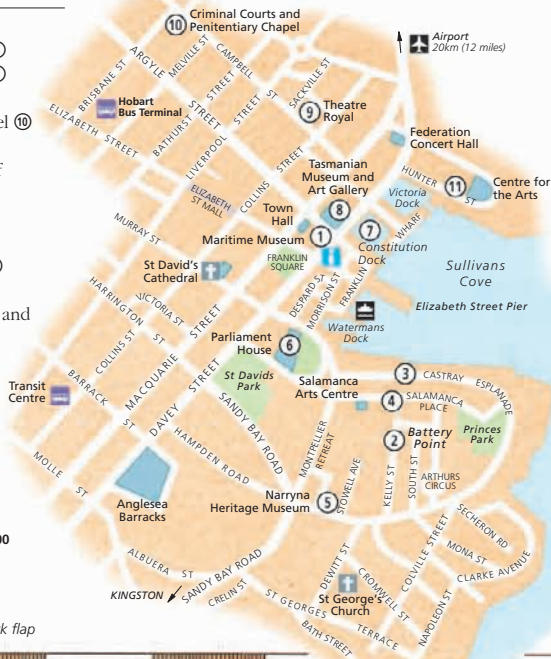 Criminal Courts and
Penitentiary Chapel
10
Airport
20km (12 miles)
BRISBANE ST
ARGYLE
STREET
MELVILLE ST
CAMPBELL
ST
SACKVILLE ST
Hobart
Bus Terminal
9
Theatre
Royal
el 10
ELIZABETH STREET
BATHURST
STREET
LIVERPOOL
STREET
Federation
Concert Hall
f
COLLINS
STREET
Tasmanian
Museum and
Art Gallery
8
HUNTER
ST
11
Centre for
the Arts
Victoria
Dock
ELIZABETH
ST MALL
Town
Hall
7
WHARF
MURRAY ST
Maritime Museum
1
Constitution
Dock
FRANKLIN
SQUARE
i
Sullivans
Cove
St David's
Cathedral
DESPARD ST
MORRISON ST
FRANKLIN
Elizabeth Street Pier
HARRINGTON
ST
VICTORIA ST
and
Watermans
Dock
Parliament
House
6
COLLINS ST
MACQUARIE
STREET
St Davids
Park
Salamanca
Arts Centre
3
CASTRAY
ESPLANADE
4
SALAMANCA
PLACE
Transit
Centre
BARRACK
ST
DAVEY
STREET
SANDY BAY ROAD
2
Battery
Point
Princes
Park
MONTPELLIER
RETREAT
HAMPDEN ROAD
MOLLE
ST
Anglesea
Barracks
Narryna
Heritage Museum
5
STOWELL AVE
KELLY ST
SOUTH ST
ARTHURS
CIRCUS
SECHERON RD
00
ALBUERA
ST
MONA ST
COLVILLE STREET
CLARKE AVENUE
DEWITT ST
CROMWELL ST
KINGSTON
SANDY BAY ROAD
CRELIN ST
St George's
Church
NAPOLEON ST
ST GEORGES
TERRACE
BATH STREET
k flap